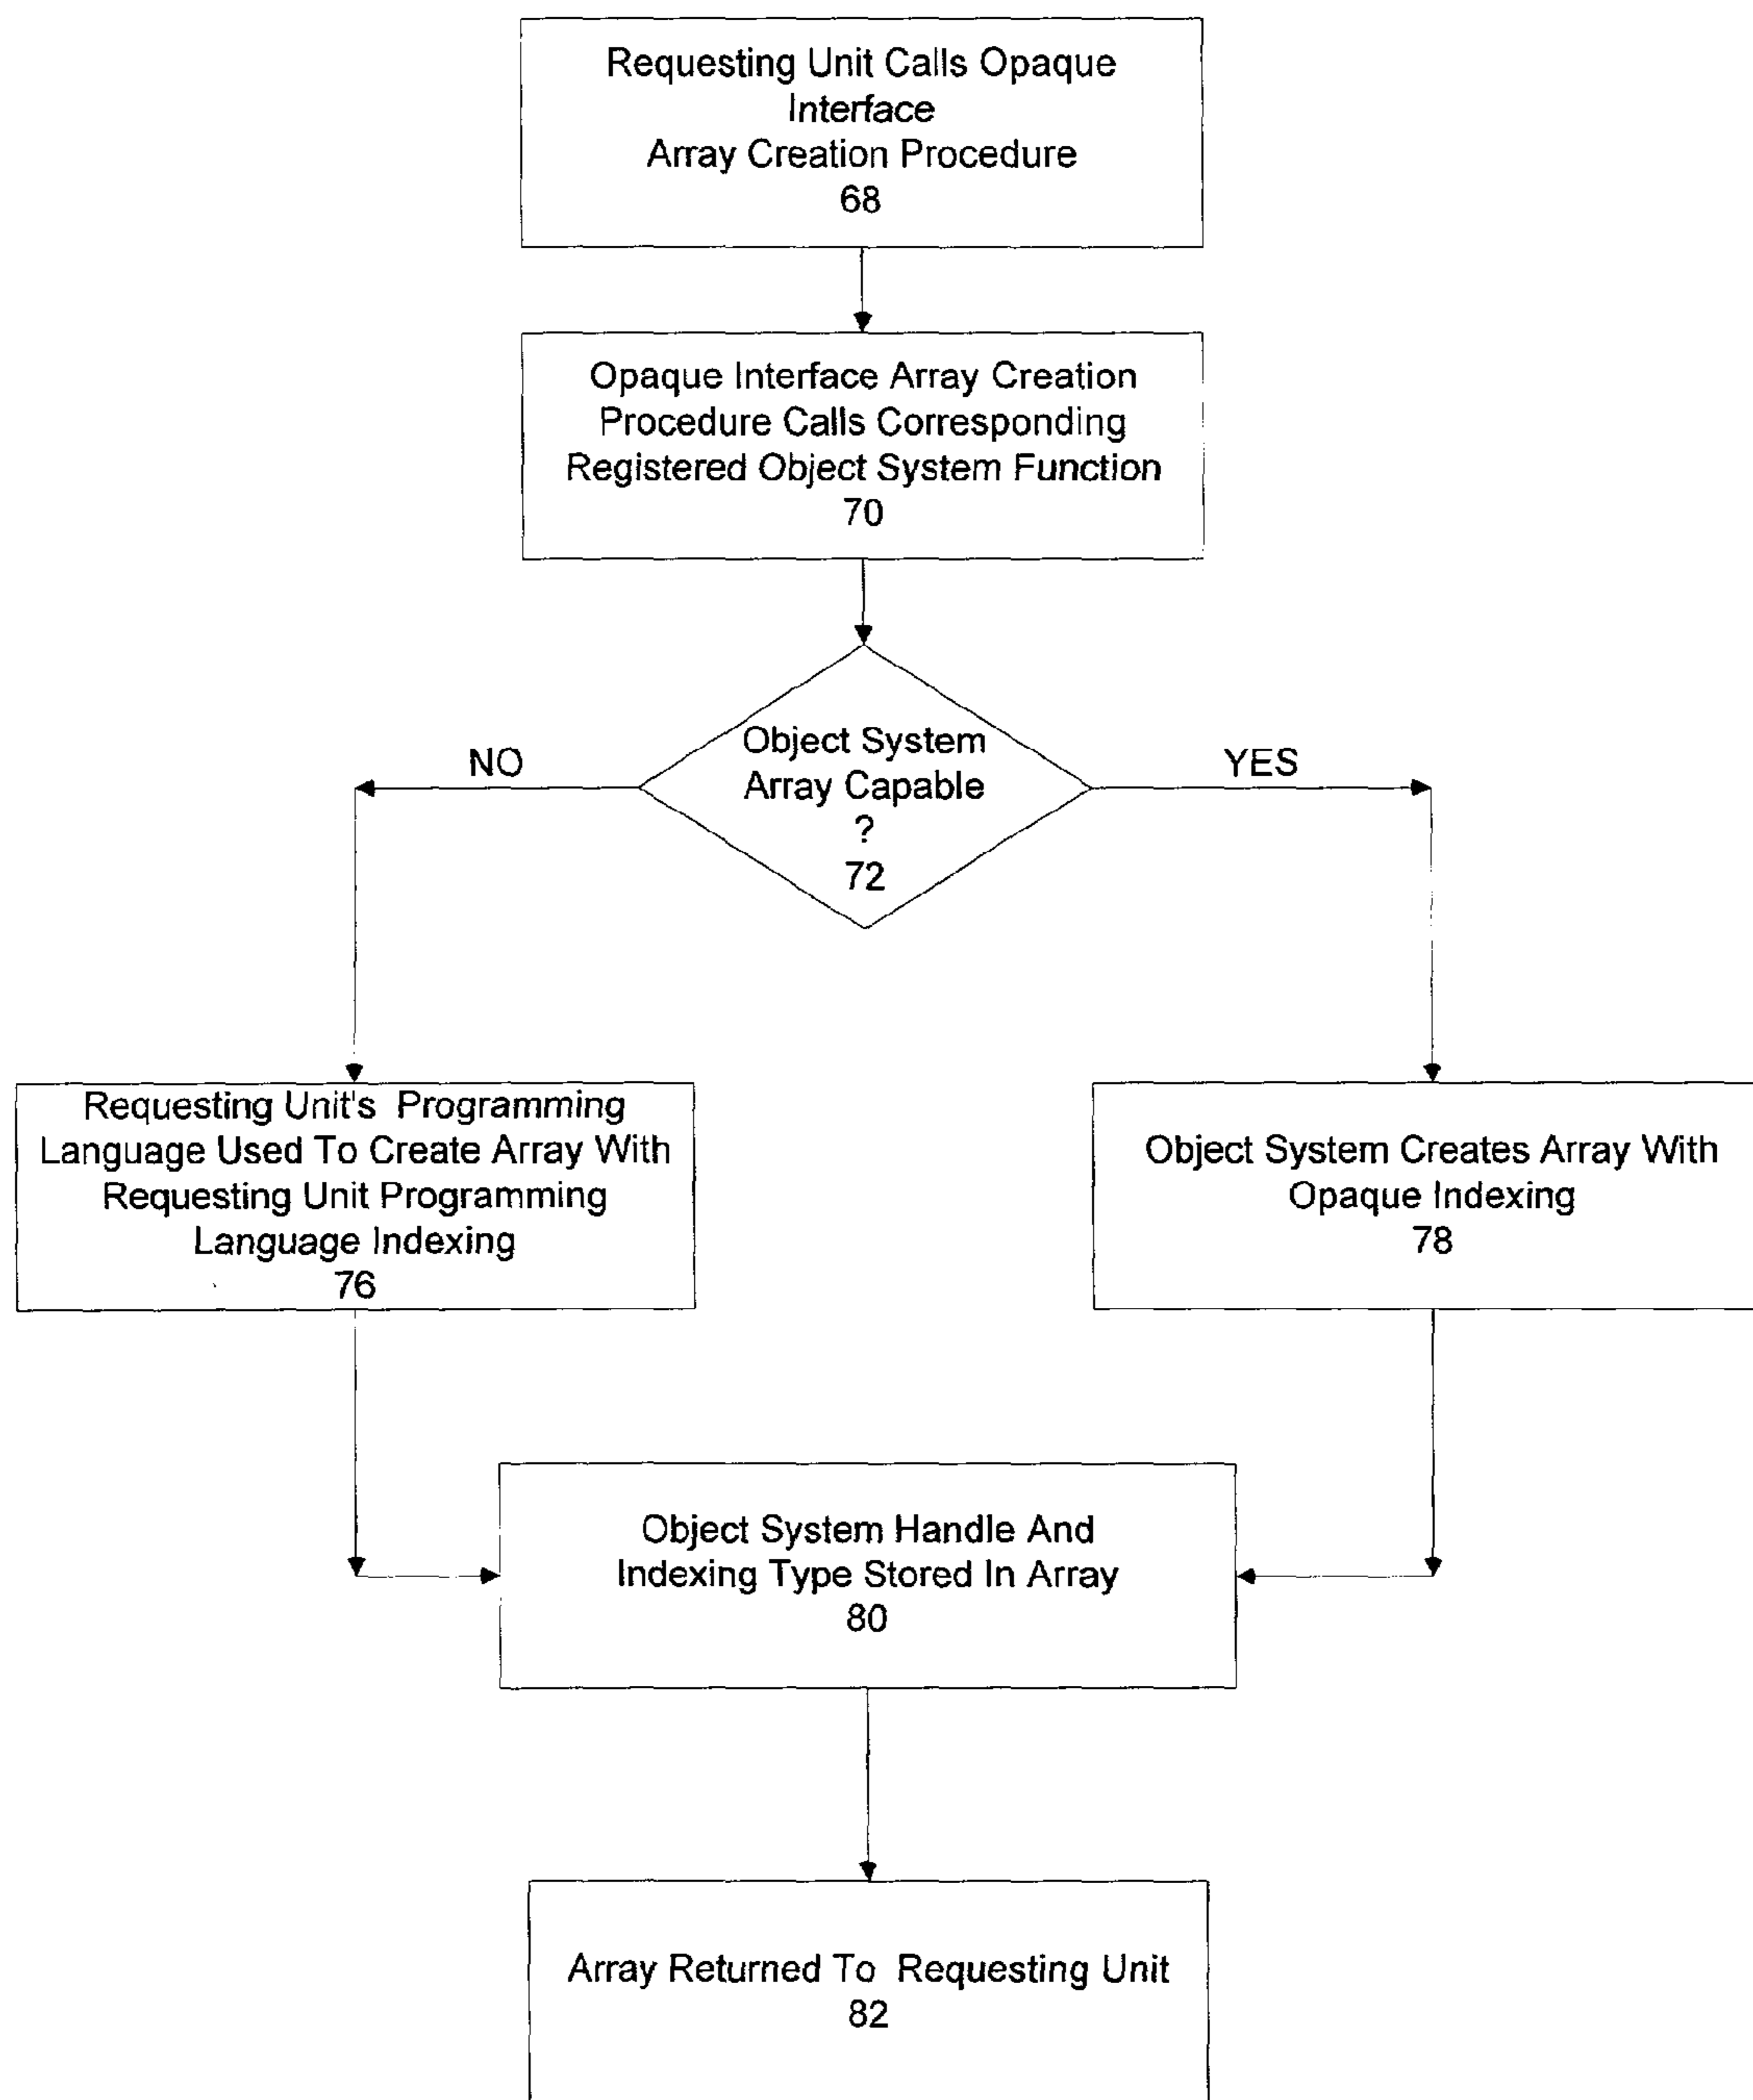 Requesting Unit Calls Opaque
Interface
Array Creation Procedure
68
Opaque Interface Array Creation
Procedure Calls Corresponding
Registered Object System Function
70
Object System
Array Capable
?
72
NO
YES
Requesting Unit's Programming
Language Used To Create Array With
Requesting Unit Programming
Language Indexing
76
Object System Creates Array With
Opaque Indexing
78
Object System Handle And
Indexing Type Stored In Array
80
Array Returned To Requesting Unit
82